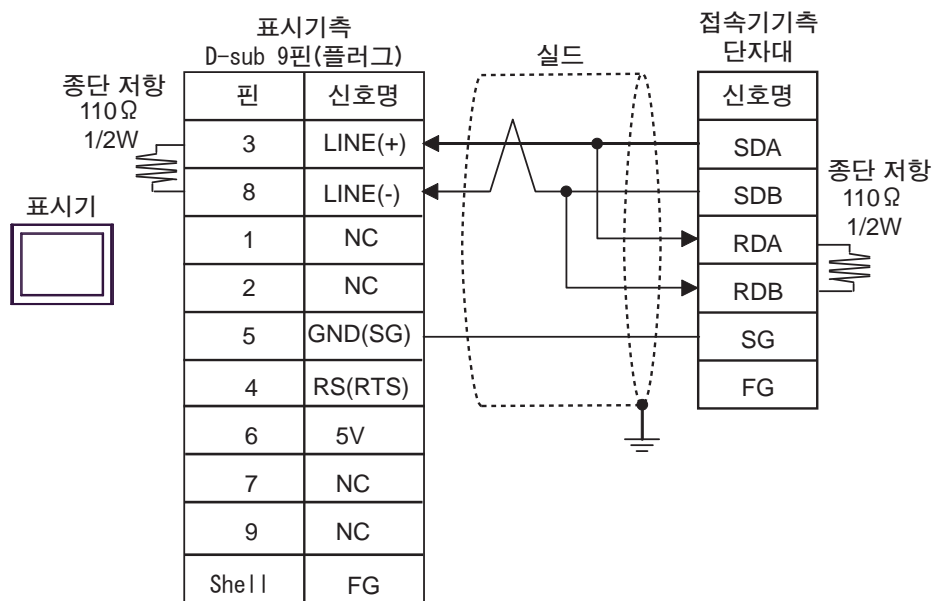 표시기측
D-sub 9핀(플러그)
종단 저항
110Ω
1/2W
표시기
핀 신호명
3 LINE(+)
8 LINE(-)
1 NC
2 NC
5 GND(SG)
4 RS(RTS)
6 5V
7 NC
9 NC
Shell FG
실드
접속기기측
단자대
신호명
SDA
SDB
RDA
RDB
SG
FG
종단 저항
110Ω
1/2W